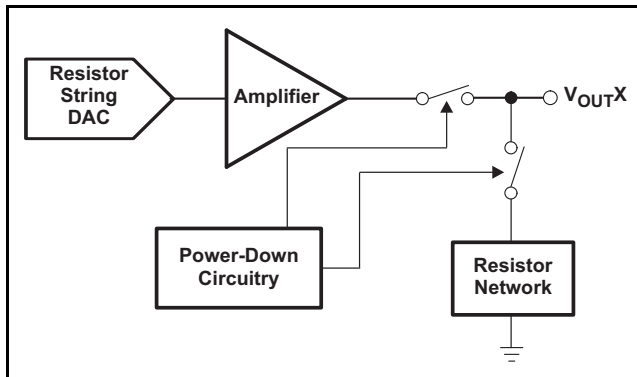 Resistor
String
DAC
Amplifier
VOUTX
Power-Down
Circuitry
Resistor
Network